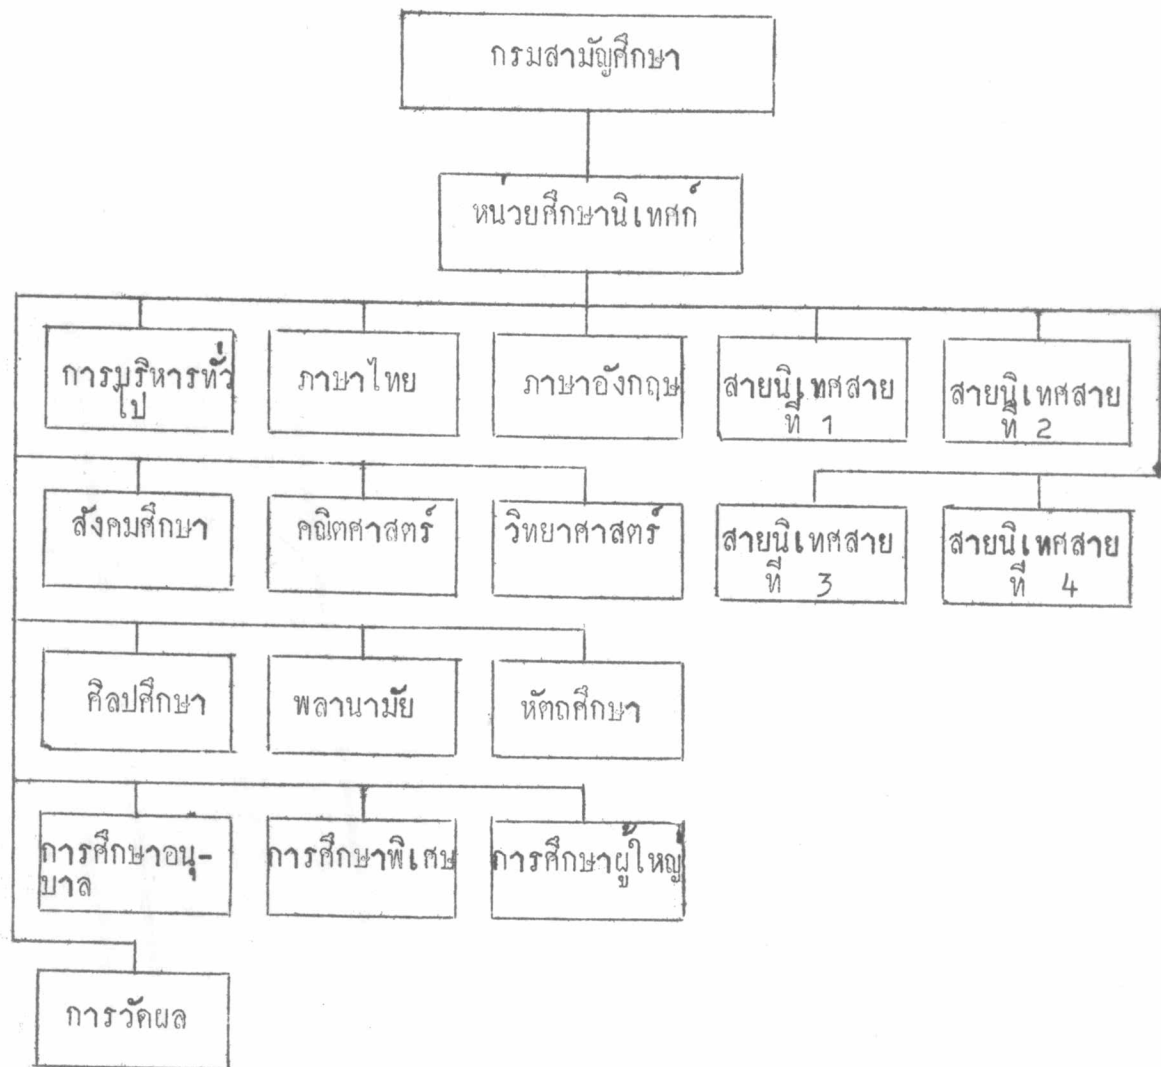 กรมสามัญศึกษา
หน่วยศึกษานิเทศก์
การบริหารทั่ว
ไป
ภาษาไทย
ภาษาอังกฤษ
สายนิเทศสาย
ที่ 1
สายนิเทศสาย
ที่ 2
สังคมศึกษา
คณิตศาสตร์
วิทยาศาสตร์
สายนิเทศสาย
ที่ 3
สายนิเทศสาย
ที่ 4
ศิลปศึกษา
พลานามัย
หัตถศึกษา
การศึกษาอนุ-
บาล
การศึกษาพิเศษ
การศึกษาผู้ใหญ่
การวัดผล